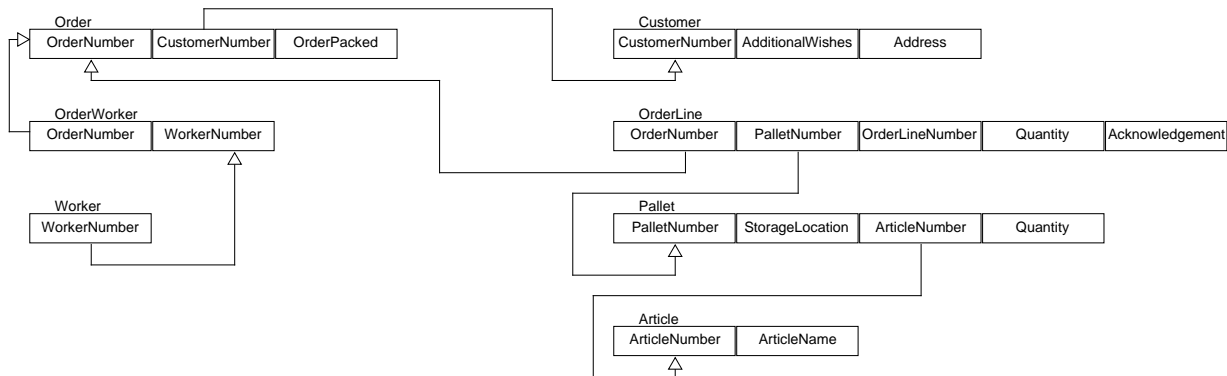 Order
OrderNumber CustomerNumber OrderPacked
Customer
CustomerNumber AdditionalWishes Address
OrderWorker
OrderNumber WorkerNumber
OrderLine
OrderNumber PalletNumber OrderLineNumber Quantity Acknowledgement
Worker
WorkerNumber
Pallet
PalletNumber StorageLocation ArticleNumber Quantity
Article
ArticleNumber ArticleName